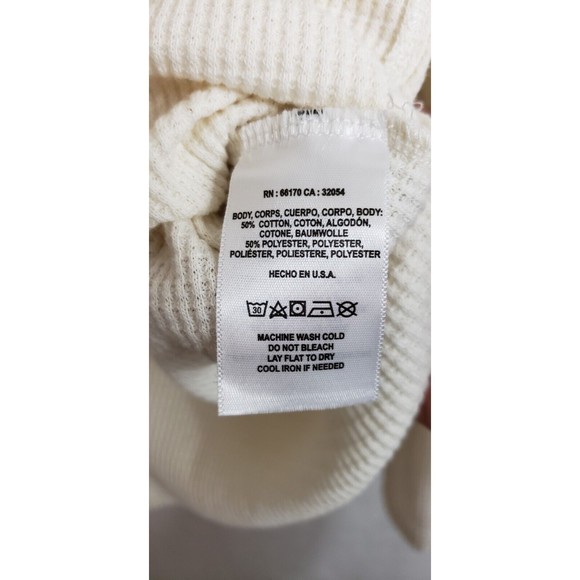 RN : 66170 CA : 32054
BODY, CORPS, CUERPO, CORPO, BODY:
50% COTTON, COTON, ALGODÓN,
COTONE, BAUMWOLLE
50% POLYESTER, POLYESTER,
POLIÉSTER, POLIESTERE, POLYESTER
HECHO EN U.S.A.
30
MACHINE WASH COLD
DO NOT BLEACH
LAY FLAT TO DRY
COOL IRON IF NEEDED